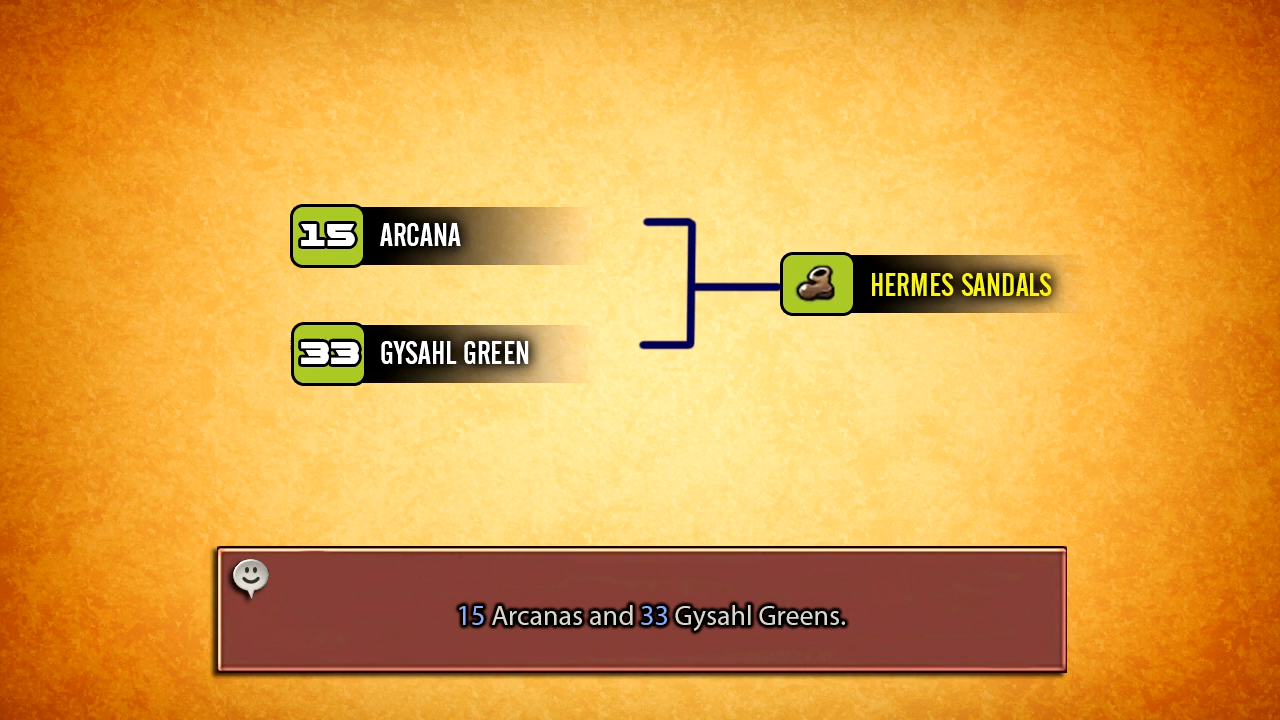 15 ARCANA
33 GYSAHL GREEN
HERMES SANDALS
15 Arcanas and 33 Gysahl Greens.